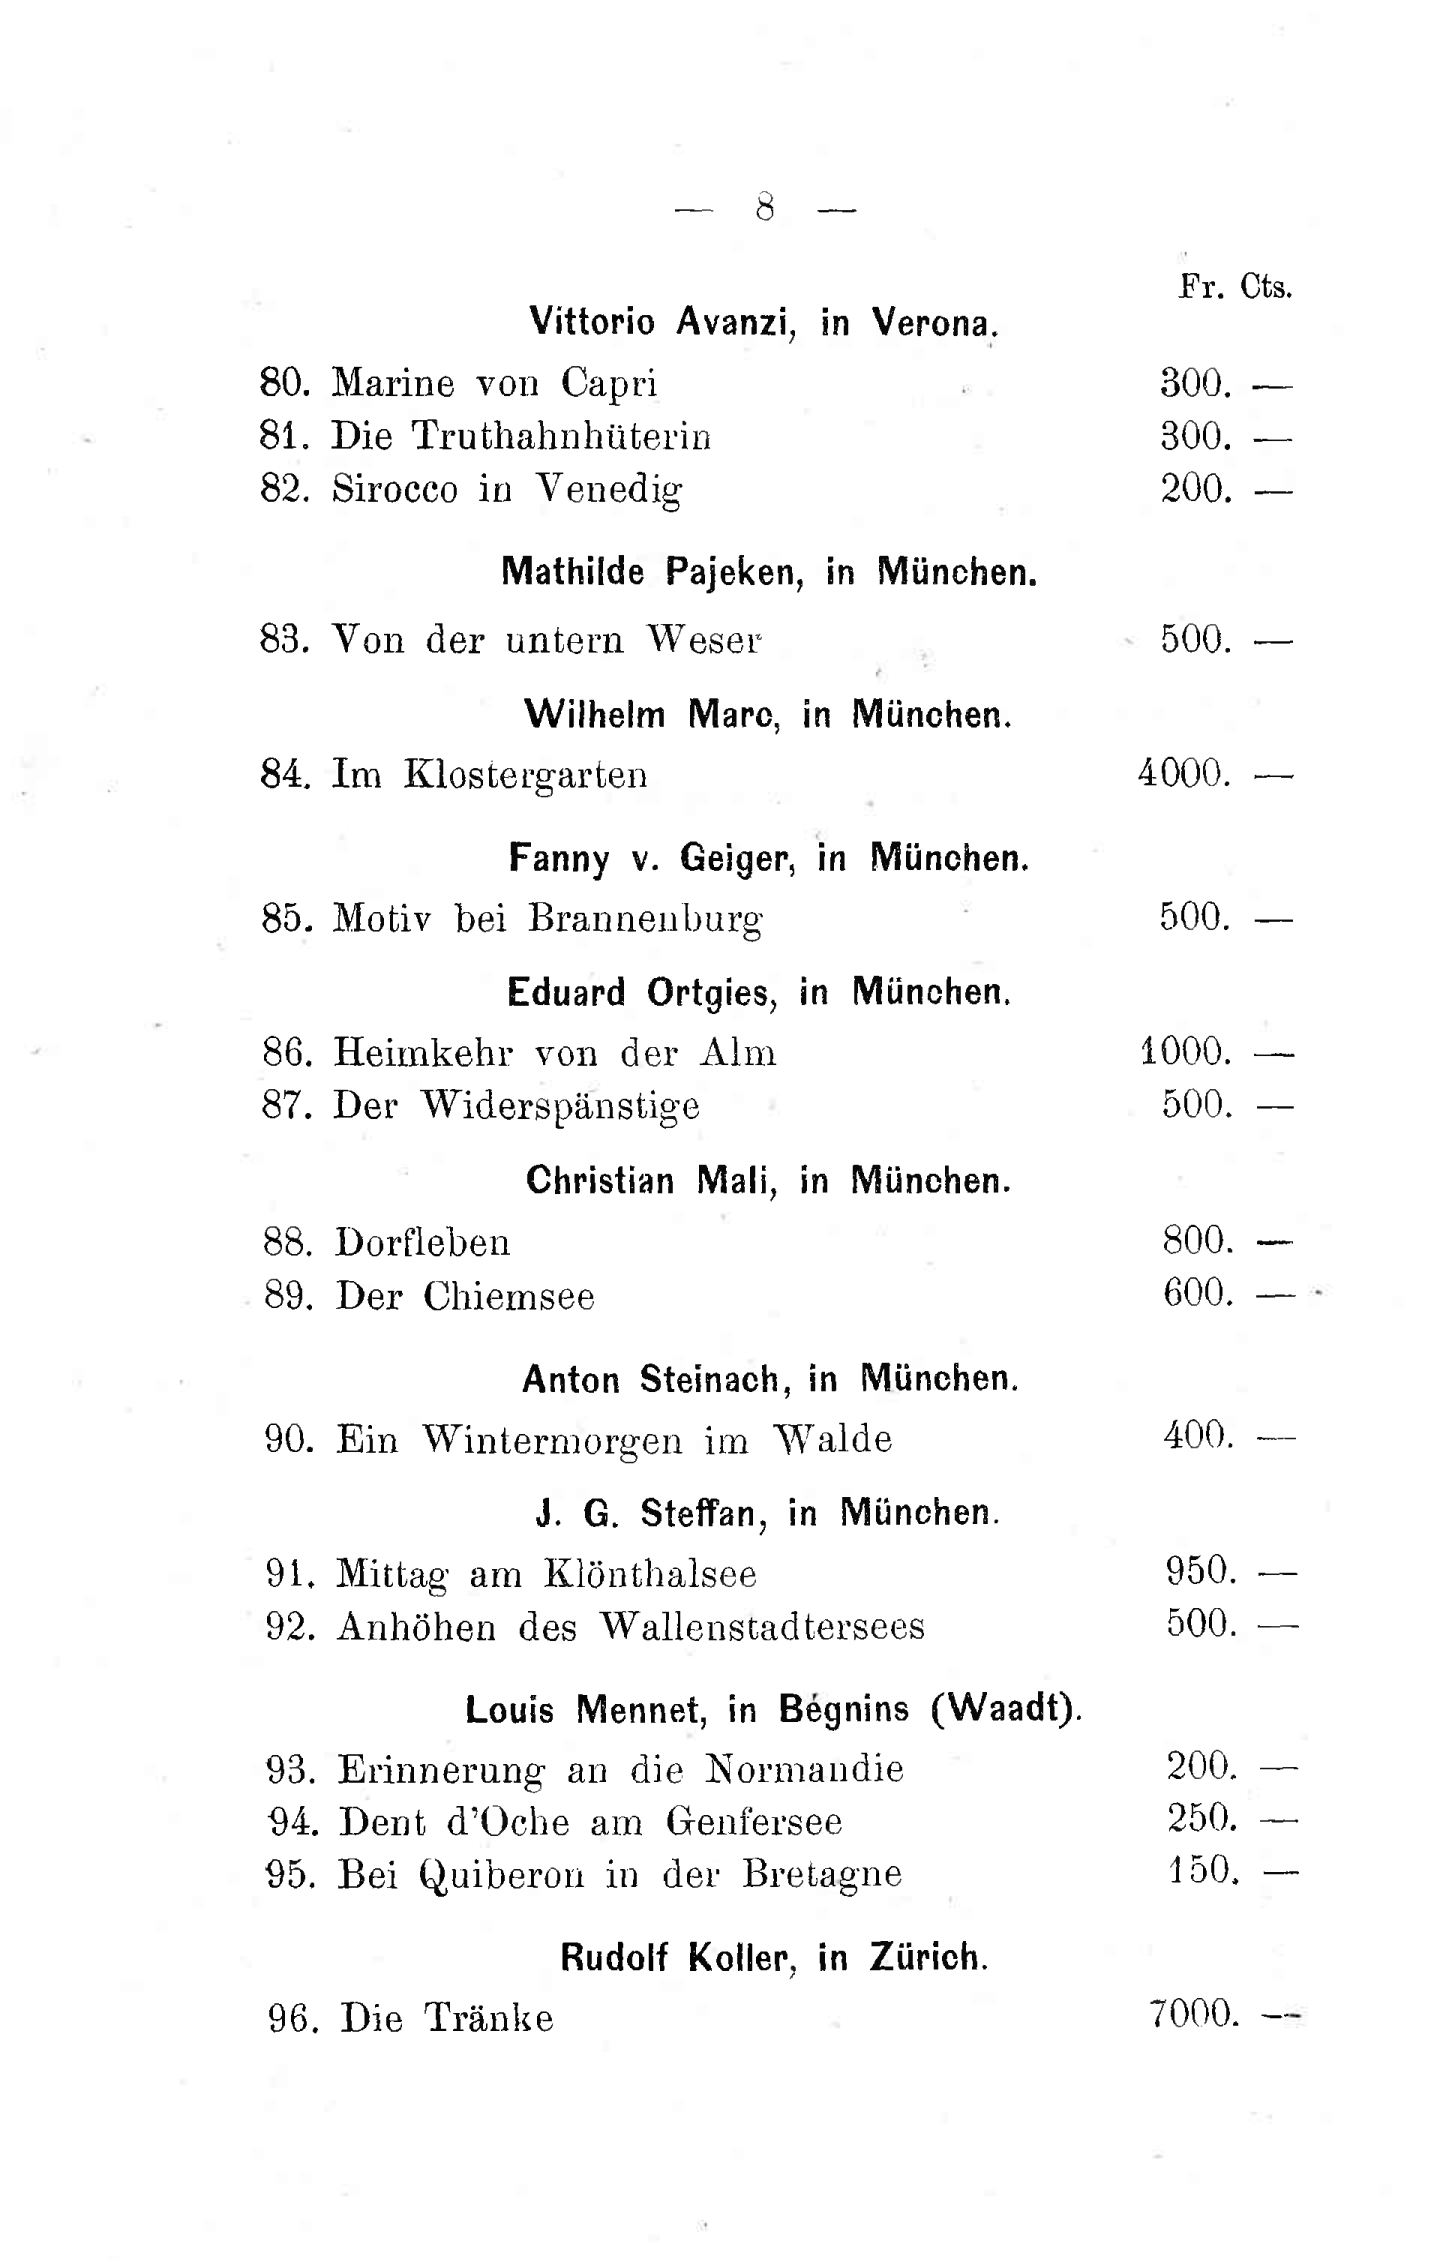 — 8 —
Fr. Cts.
Vittorio Avanzi, in Verona.
80. Marine von Capri 300. —
81. Die Truthahnhüterin 300. —
82. Sirocco in Venedig 200. —
Mathilde Pajeken, in München.
83. Von der untern Weser 500. —
Wilhelm Marc, in München.
84. Im Klostergarten 4000. —
Fanny v. Geiger, in München.
85. Motiv bei Brannenburg 500. —
Eduard Ortgies, in München.
86. Heimkehr von der Alm 1000. —
87. Der Widerspänstige 500. —
Christian Mali, in München.
88. Dorfleben 800. —
89. Der Chiemsee 600. —
Anton Steinach, in München.
90. Ein Wintermorgen im Walde 400. —
J. G. Steffan, in München.
91. Mittag am Klönthalsee 950. —
92. Anhöhen des Wallenstadtersees 500. —
Louis Mennet, in Bégnins (Waadt).
93. Erinnerung an die Normandie 200. —
94. Dent d'Oche am Genfersee 250. —
95. Bei Quiberon in der Bretagne 150. —
Rudolf Koller, in Zürich.
96. Die Tränke 7000. —